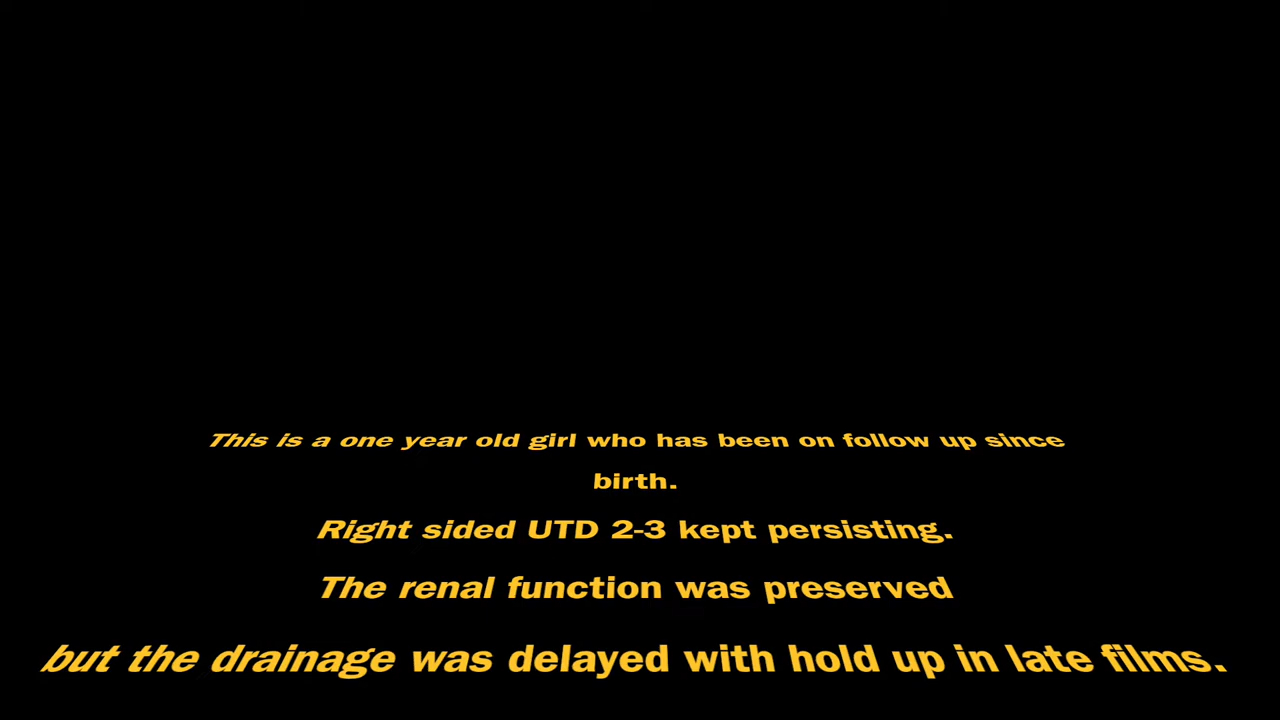 This is a one year old girl who has been on follow up since
birth.
Right sided UTD 2-3 kept persisting.
The renal function was preserved
but the drainage was delayed with hold up in late films.